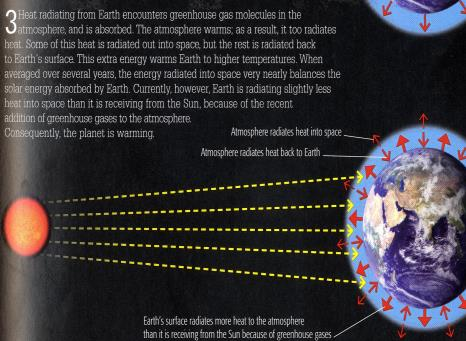 3 Heat radiating from Earth encounters greenhouse gas molecules in the
atmosphere, and is absorbed. The atmosphere warms; as a result, it too radiates
heat. Some of this heat is radiated out into space, but the rest is radiated back
to Earth's surface. This extra energy warms Earth to higher temperatures. When
averaged over several years, the energy radiated into space very nearly balances the
solar energy absorbed by Earth. Currently, however, Earth is radiating slightly less
heat into space than it is receiving from the Sun, because of the recent
addition of greenhouse gases to the atmosphere.
Consequently, the planet is warming.
Atmosphere radiates heat into space
Atmosphere radiates heat back to Earth
Earth's surface radiates more heat to the atmosphere
than it is receiving from the Sun because of greenhouse gases